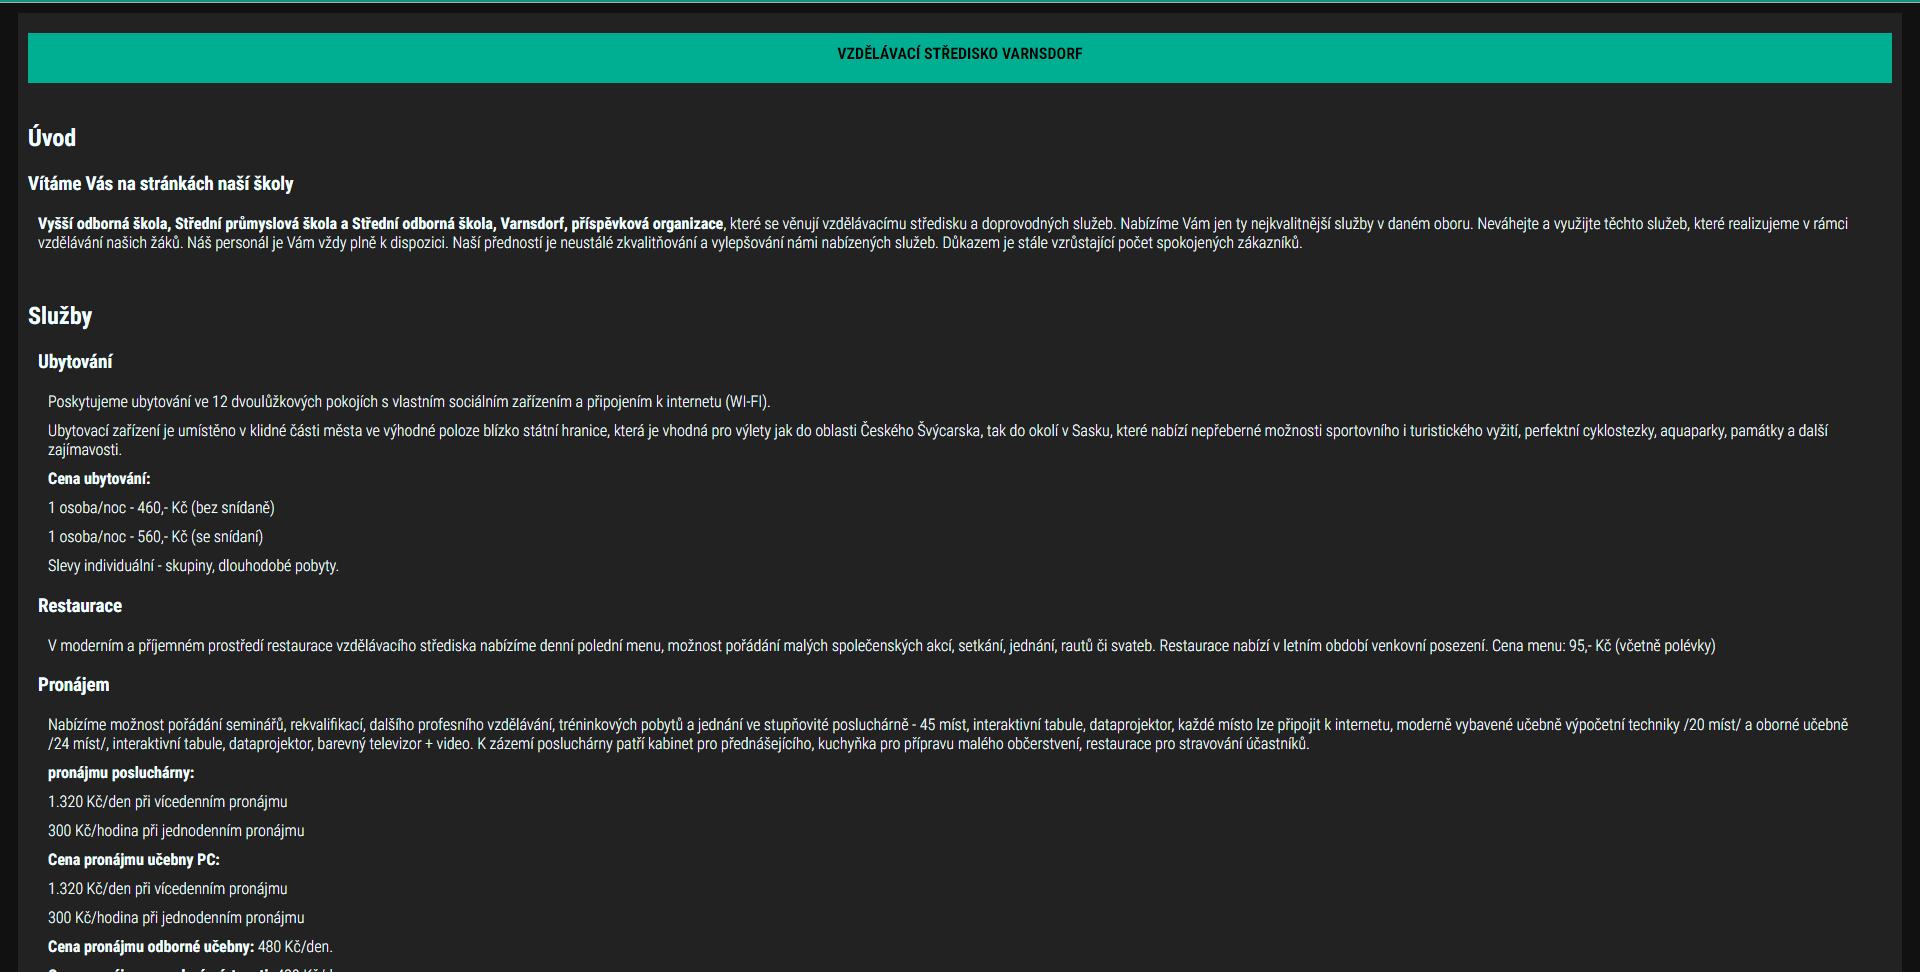 VZDĚLÁVACÍ STŘEDISKO VARNSDORF
Úvod
Vítáme Vás na stránkách naší školy
Vyšší odborná škola, Střední průmyslová škola a Střední odborná škola, Varnsdorf, příspěvková organizace, které se věnují vzdělávacímu středisku a doprovodných služeb. Nabízíme Vám jen ty nejkvalitnější služby v daném oboru. Neváhejte a využijte těchto služeb, které realizujeme v rámci
vzdělávání našich žáků. Náš personál je Vám vždy plně k dispozici. Naší předností je neustálé zkvalitňování a vylepšování námi nabízených služeb. Důkazem je stále vzrůstající počet spokojených zákazníků.
Služby
Ubytování
Poskytujeme ubytování ve 12 dvoulůžkových pokojích s vlastním sociálním zařízením a připojením k internetu (WI-FI).
Ubytovací zařízení je umístěno v klidné části města ve výhodné poloze blízko státní hranice, která je vhodná pro výlety jak do oblasti Českého Švýcarska, tak do okolí v Sasku, které nabízí nepřeberné možnosti sportovního i turistického vyžití, perfektní cyklostezky, aquaparky, památky a další
zajímavosti.
Cena ubytování:
1 osoba/noc - 460,- Kč (bez snídaně)
1 osoba/noc - 560,- Kč (se snídaní)
Slevy individuální - skupiny, dlouhodobé pobyty.
Restaurace
V moderním a příjemném prostředí restaurace vzdělávacího střediska nabízíme denní polední menu, možnost pořádání malých společenských akcí, setkání, jednání, rautů či svateb. Restaurace nabízí v letním období venkovní posezení. Cena menu: 95,- Kč (včetně polévky)
Pronájem
Nabízíme možnost pořádání seminářů, rekvalifikací, dalšího profesního vzdělávání, tréninkových pobytů a jednání ve stupňovité posluchárně - 45 míst, interaktivní tabule, dataprojektor, každé místo lze připojit k internetu, moderně vybavené učebně výpočetní techniky /20 míst/ a oborné učebně
/24 míst/, interaktivní tabule, dataprojektor, barevný televizor + video. K zázemí posluchárny patří kabinet pro přednášejícího, kuchyňka pro přípravu malého občerstvení, restaurace pro stravování účastníků.
pronájmu posluchárny:
1.320 Kč/den při vícedenním pronájmu
300 Kč/hodina při jednodenním pronájmu
Cena pronájmu učebny PC:
1.320 Kč/den při vícedenním pronájmu
300 Kč/hodina při jednodenním pronájmu
Cena pronájmu odborné učebny: 480 Kč/den.